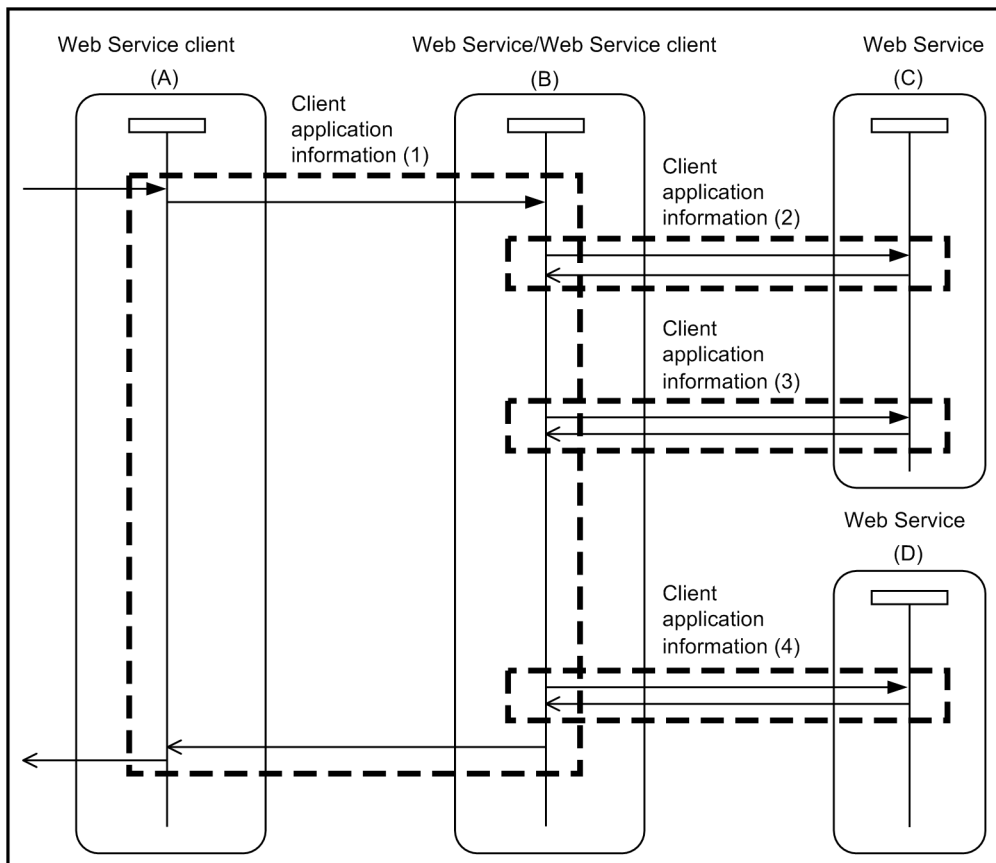 Web Service client
(A)
Web Service/Web Service client
(B)
Web Service
(C)
Client
application
information (1)
Client
application
information (2)
Client
application
information (3)
Web Service
(D)
Client
application
information (4)